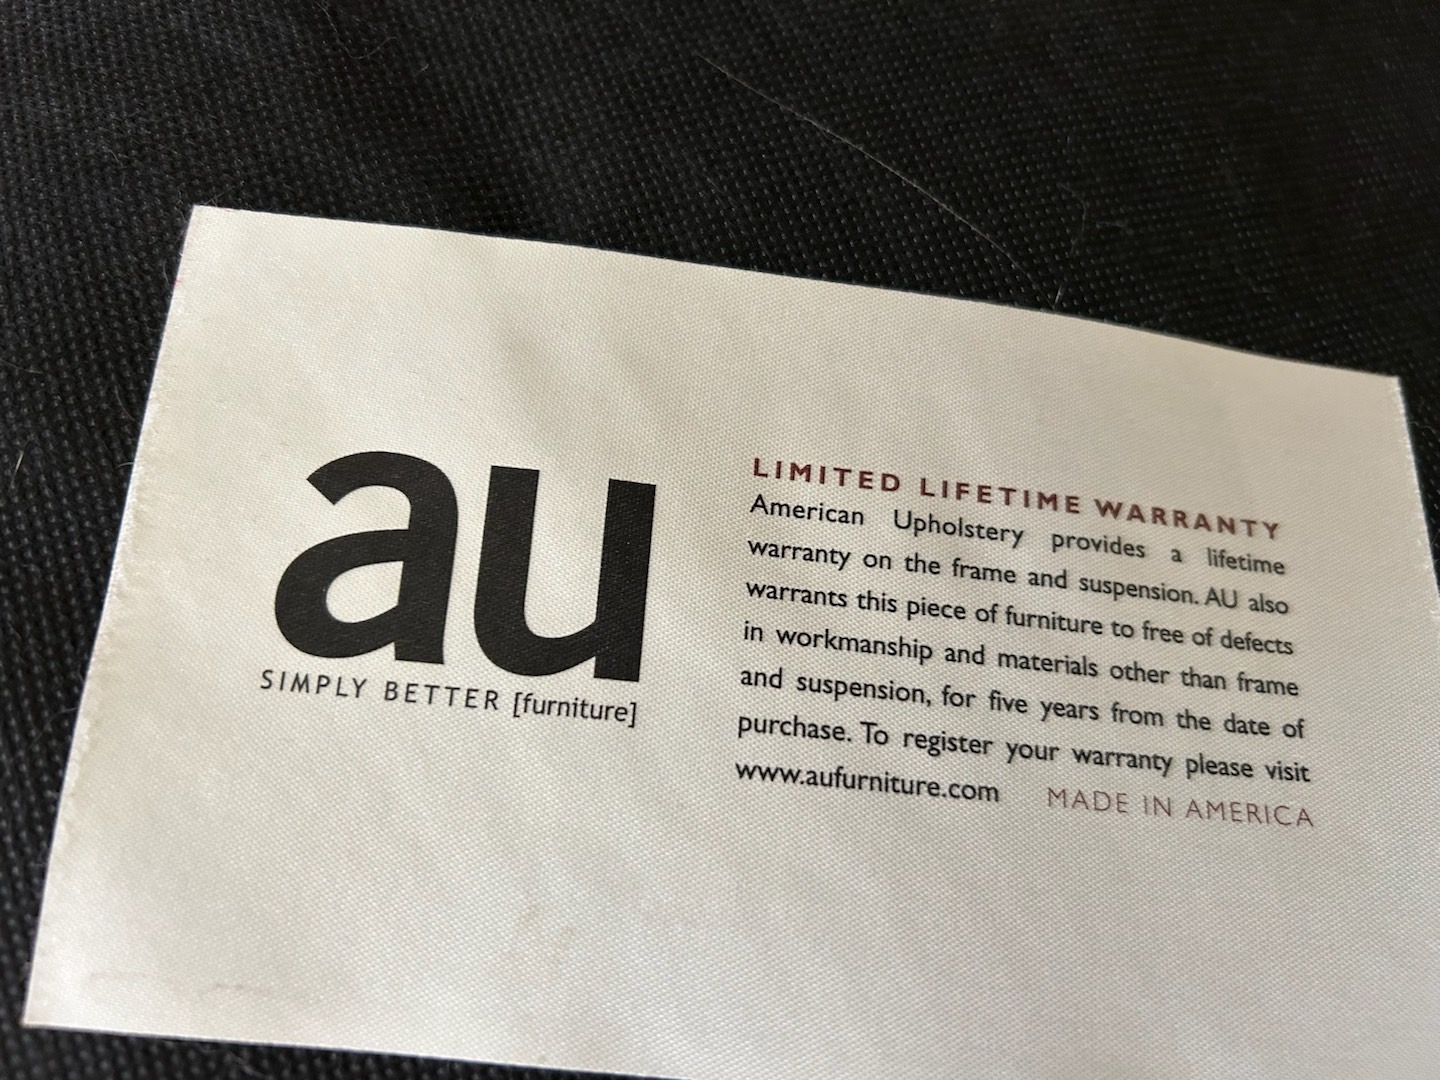 au
SIMPLY BETTER [furniture]
LIMITED LIFETIME WARRANTY
American Upholstery provides a lifetime
warranty on the frame and suspension. AU also
warrants this piece of furniture to free of defects
in workmanship and materials other than frame
and suspension, for five years from the date of
purchase. To register your warranty please visit
www.aufurniture.com MADE IN AMERICA